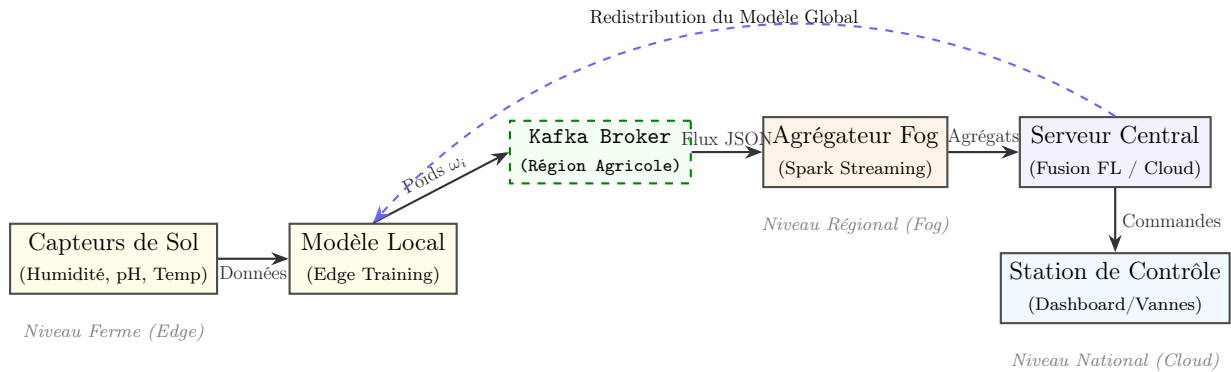 Redistribution du Modèle Global
Kafka Broker
(Région Agricole)
Flux JSON
Agrégateur Fog
(Spark Streaming)
Agrégats
Serveur Central
(Fusion FL / Cloud)
Poids ωᵢ
Niveau Régional (Fog)
Commandes
Capteurs de Sol
(Humidité, pH, Temp)
Données
Modèle Local
(Edge Training)
Station de Contrôle
(Dashboard/Vannes)
Niveau Ferme (Edge)
Niveau National (Cloud)